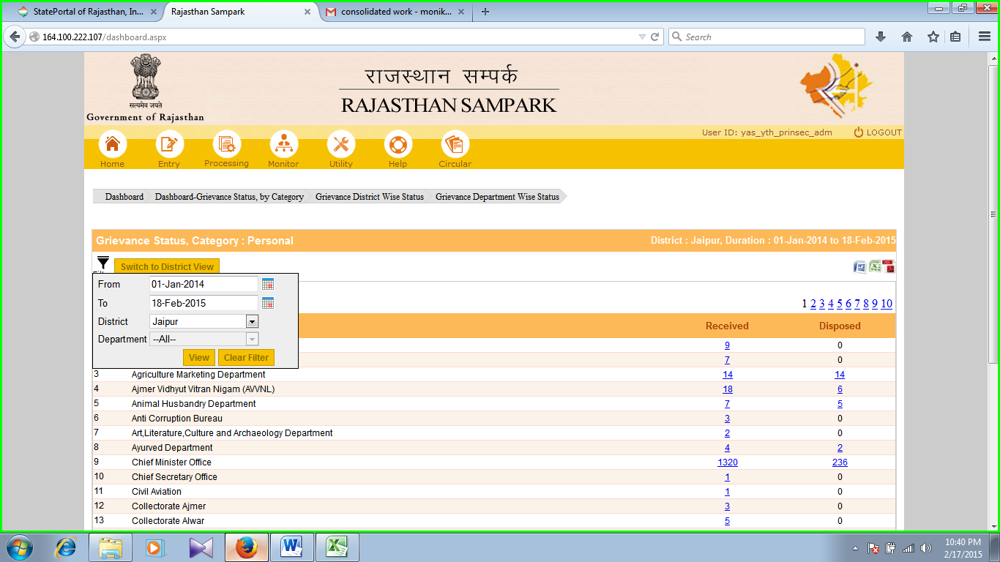 StatePortal of Rajasthan, In...
Rajasthan Sampark
consolidated work - monik...
164.100.222.107/dashboard.aspx
Search
सत्यमेव जयते
Government of Rajasthan
राजस्थान सम्पर्क
RAJASTHAN SAMPARK
User ID: yas_yth_prinsec_adm LOGOUT
Home Entry Processing Monitor Utility Help Circular
Dashboard Dashboard-Grievance Status, by Category Grievance District Wise Status Grievance Department Wise Status
Grievance Status, Category : Personal District : Jaipur, Duration : 01-Jan-2014 to 18-Feb-2015
Switch to District View
From 01-Jan-2014
To 18-Feb-2015
District Jaipur
Department --All--
View Clear Filter
1 2 3 4 5 6 7 8 9 10
Received Disposed
9 0
7 0
3 Agriculture Marketing Department 14 14
4 Ajmer Vidhyut Vitran Nigam (AVVNL) 18 6
5 Animal Husbandry Department 7 5
6 Anti Corruption Bureau 3 0
7 Art,Literature,Culture and Archaeology Department 2 0
8 Ayurved Department 4 2
9 Chief Minister Office 1320 236
10 Chief Secretary Office 1 0
11 Civil Aviation 1 0
12 Collectorate Ajmer 3 0
13 Collectorate Alwar 5 0
10:40 PM
2/17/2015